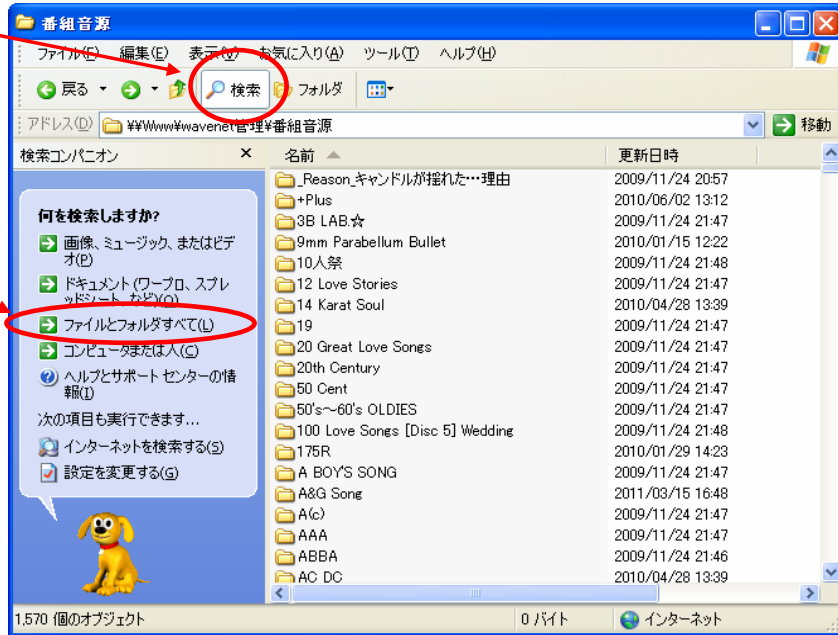 番組音源
ファイル(F) 編集(E) 表示(V) お気に入り(A) ツール(T) ヘルプ(H)
戻る 検索 フォルダ
アドレス(D) ¥¥Www¥wavenet管理¥番組音源 移動
検索コンパニオン
何を検索しますか?
画像、ミュージック、またはビデ
オ(P)
ドキュメント (ワープロ、スプレ
ッドシート、など)(O)
ファイルとフォルダすべて(L)
コンピュータまたは人(C)
ヘルプとサポート センターの情
報(I)
次の項目も実行できます...
インターネットを検索する(S)
設定を変更する(G)
名前 更新日時
_Reason_キャンドルが揺れた…理由 2009/11/24 20:57
+Plus 2010/06/02 13:12
3B LAB.☆ 2009/11/24 21:47
9mm Parabellum Bullet 2010/01/15 12:22
10人祭 2009/11/24 21:48
12 Love Stories 2009/11/24 21:47
14 Karat Soul 2010/04/28 13:39
19 2009/11/24 21:47
20 Great Love Songs 2009/11/24 21:47
20th Century 2009/11/24 21:47
50 Cent 2009/11/24 21:47
50's~60's OLDIES 2009/11/24 21:47
100 Love Songs [Disc 5] Wedding 2009/11/24 21:48
175R 2010/01/29 14:23
A BOY'S SONG 2009/11/24 21:47
A&G Song 2011/03/15 16:48
A(c) 2009/11/24 21:47
AAA 2009/11/24 21:47
ABBA 2009/11/24 21:46
AC DC 2010/04/28 13:39
1,570 個のオブジェクト 0 バイト インターネット